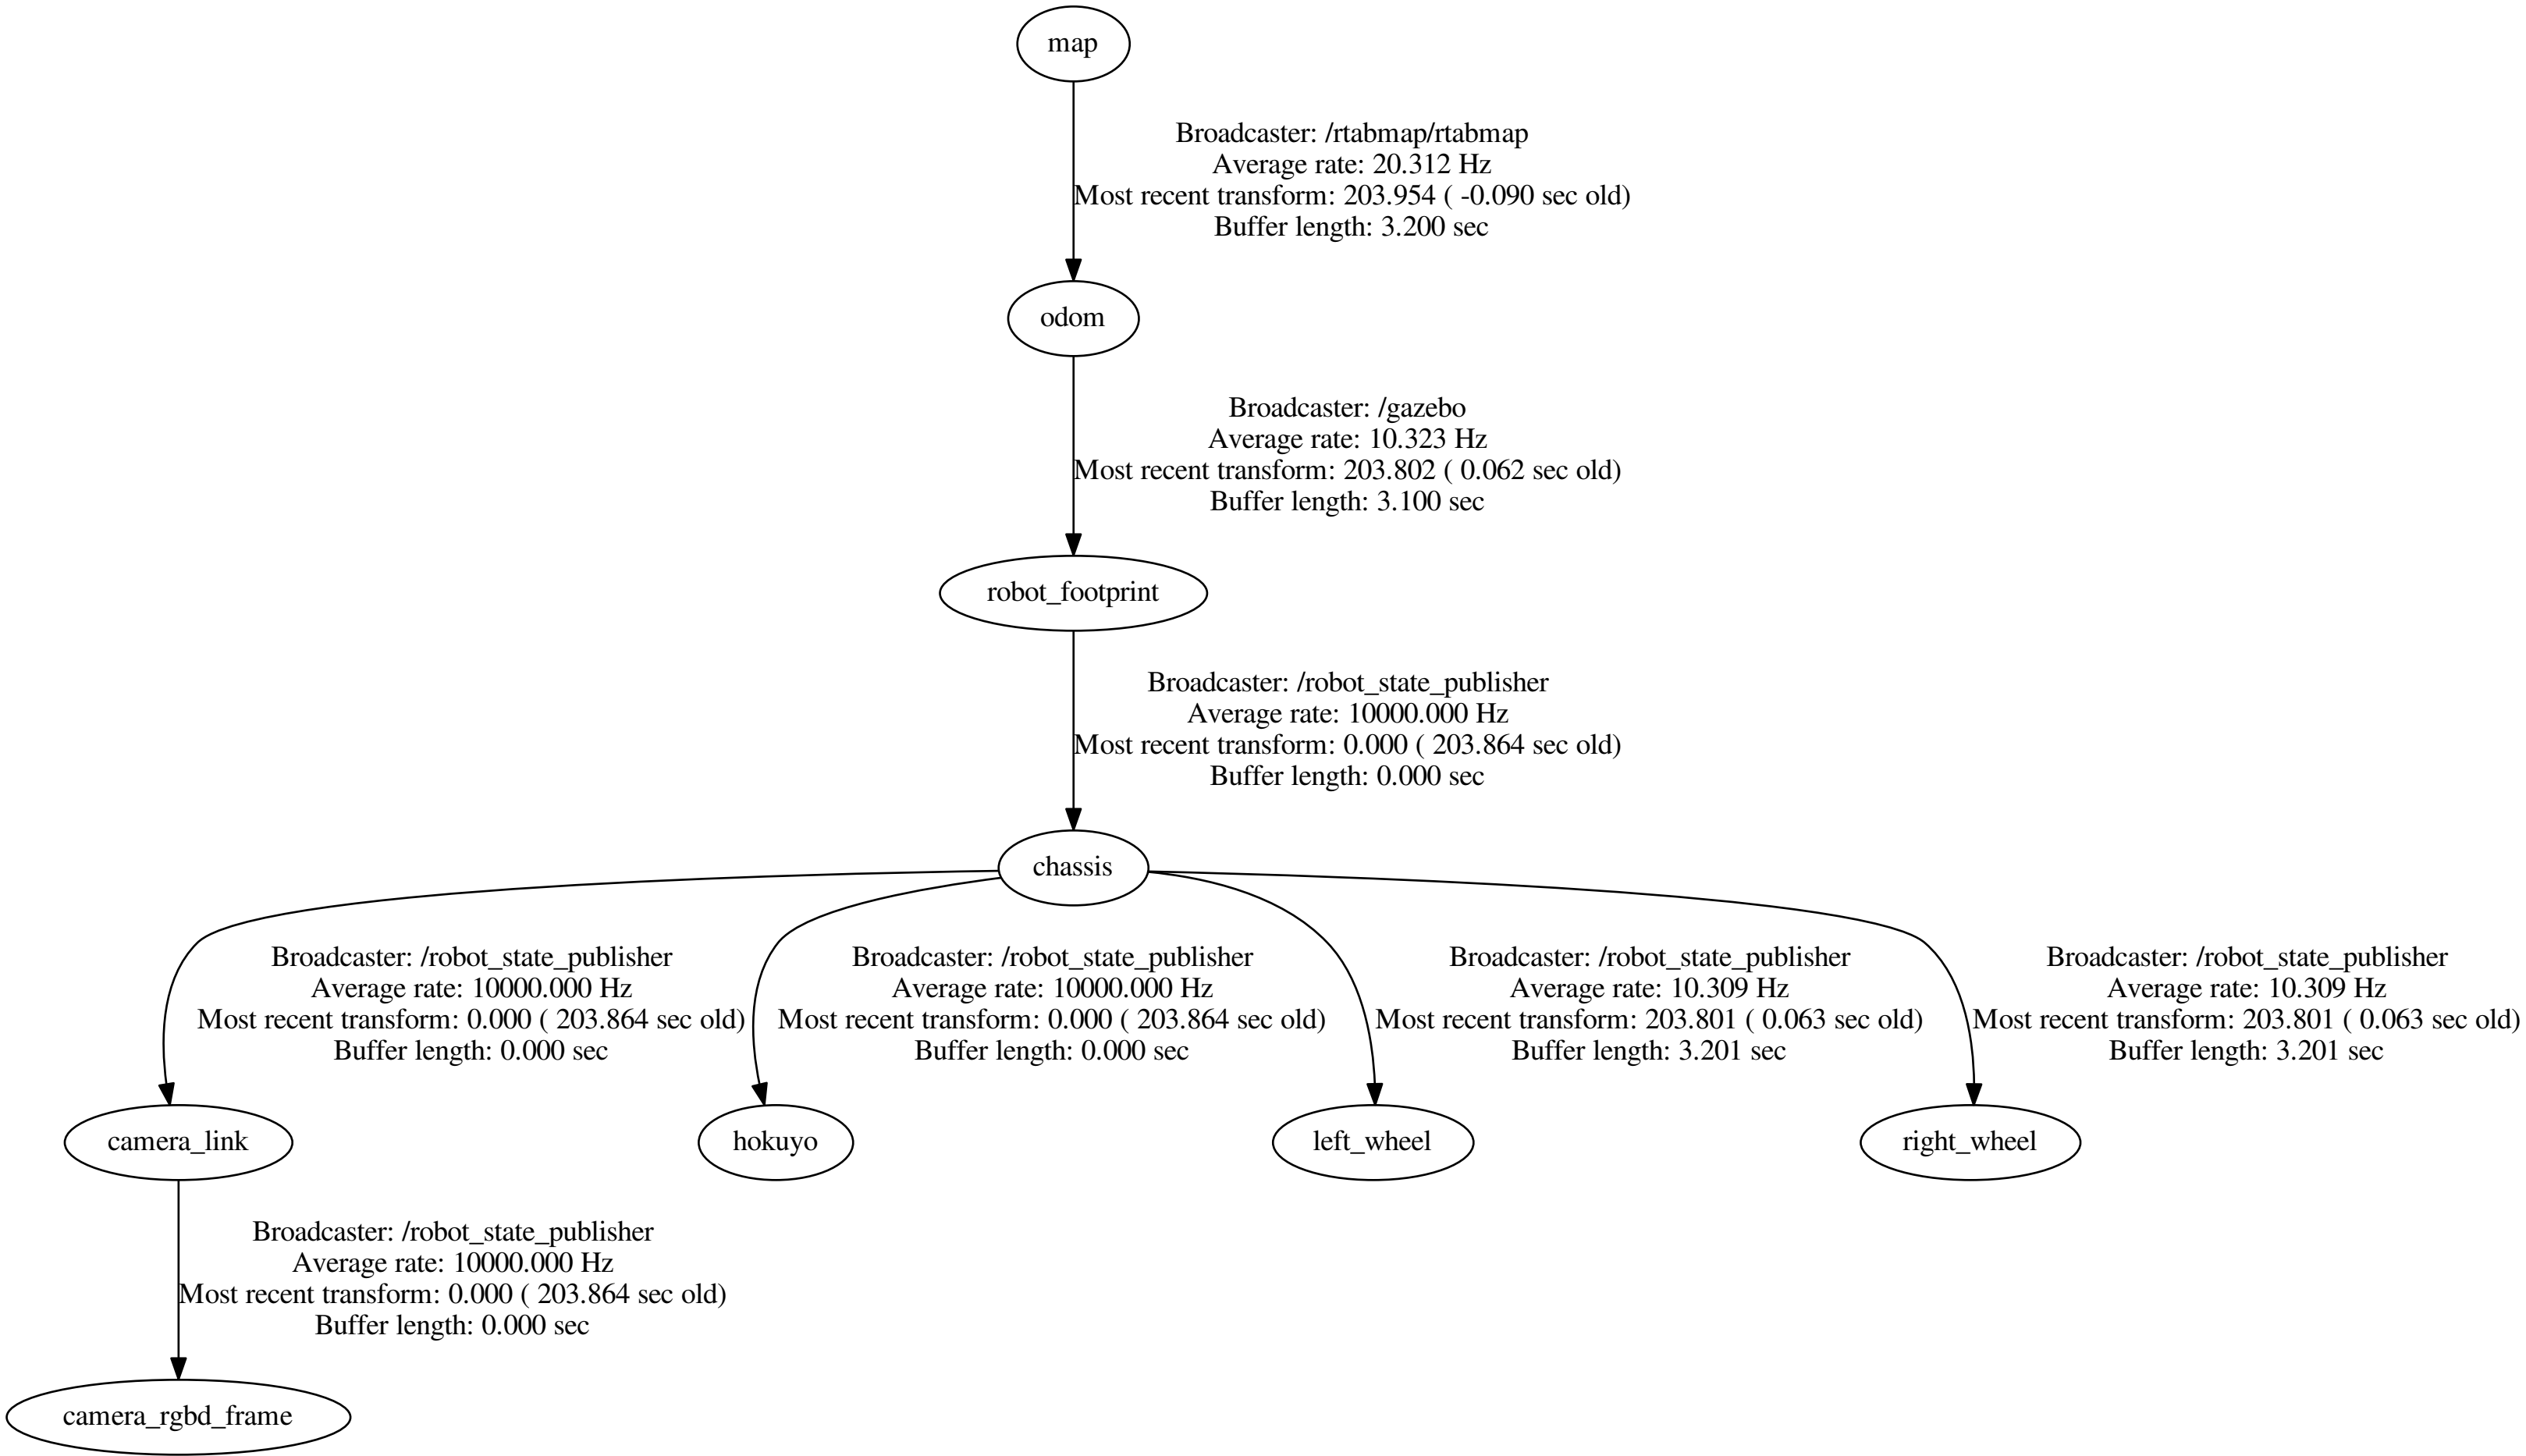 map
Broadcaster: /rtabmap/rtabmap
Average rate: 20.312 Hz
Most recent transform: 203.954 ( -0.090 sec old)
Buffer length: 3.200 sec
odom
Broadcaster: /gazebo
Average rate: 10.323 Hz
Most recent transform: 203.802 ( 0.062 sec old)
Buffer length: 3.100 sec
robot_footprint
Broadcaster: /robot_state_publisher
Average rate: 10000.000 Hz
Most recent transform: 0.000 ( 203.864 sec old)
Buffer length: 0.000 sec
chassis
Broadcaster: /robot_state_publisher
Average rate: 10000.000 Hz
Most recent transform: 0.000 ( 203.864 sec old)
Buffer length: 0.000 sec
Broadcaster: /robot_state_publisher
Average rate: 10000.000 Hz
Most recent transform: 0.000 ( 203.864 sec old)
Buffer length: 0.000 sec
Broadcaster: /robot_state_publisher
Average rate: 10.309 Hz
Most recent transform: 203.801 ( 0.063 sec old)
Buffer length: 3.201 sec
Broadcaster: /robot_state_publisher
Average rate: 10.309 Hz
Most recent transform: 203.801 ( 0.063 sec old)
Buffer length: 3.201 sec
camera_link
hokuyo
left_wheel
right_wheel
Broadcaster: /robot_state_publisher
Average rate: 10000.000 Hz
Most recent transform: 0.000 ( 203.864 sec old)
Buffer length: 0.000 sec
camera_rgbd_frame